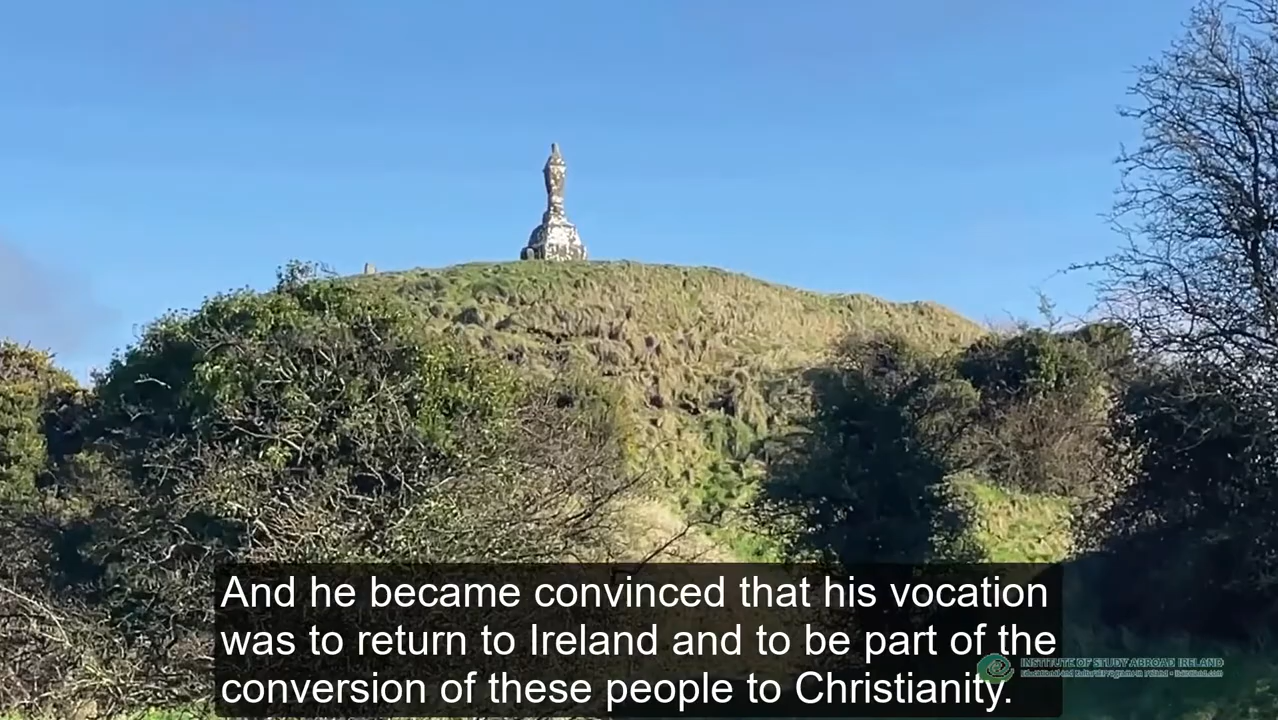 And he became convinced that his vocation
was to return to Ireland and to be part of the
conversion of these people to Christianity.
INSTITUTE OF STUDY ABROAD IRELAND